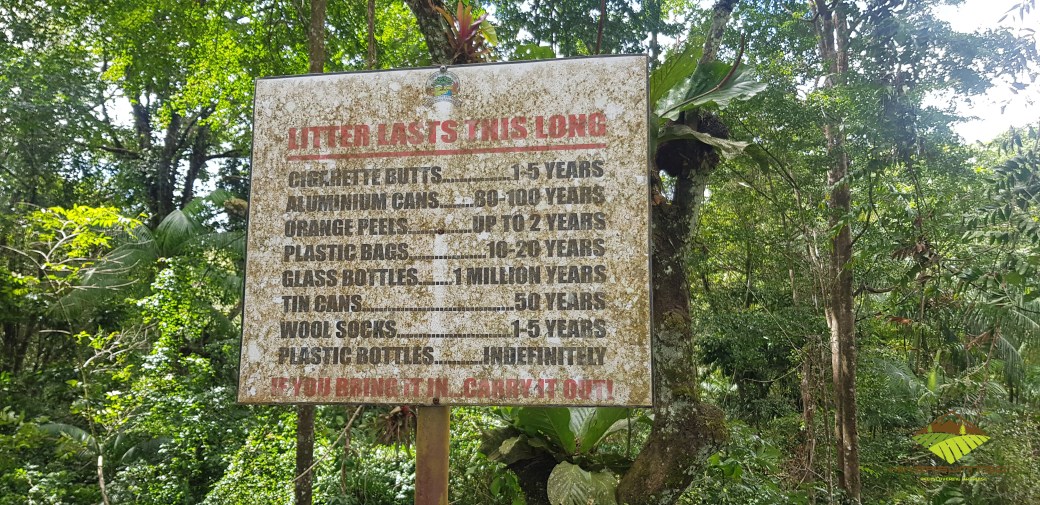 LITTER LASTS THIS LONG
CIGARETTE BUTTS...............1-5 YEARS
ALUMINIUM CANS........80-100 YEARS
ORANGE PEELS..............UP TO 2 YEARS
PLASTIC BAGS.................10-20 YEARS
GLASS BOTTLES........1 MILLION YEARS
TIN CANS.................................50 YEARS
WOOL SOCKS.........................1-5 YEARS
PLASTIC BOTTLES...........INDEFINITELY
IF YOU BRING IT IN...CARRY IT OUT!